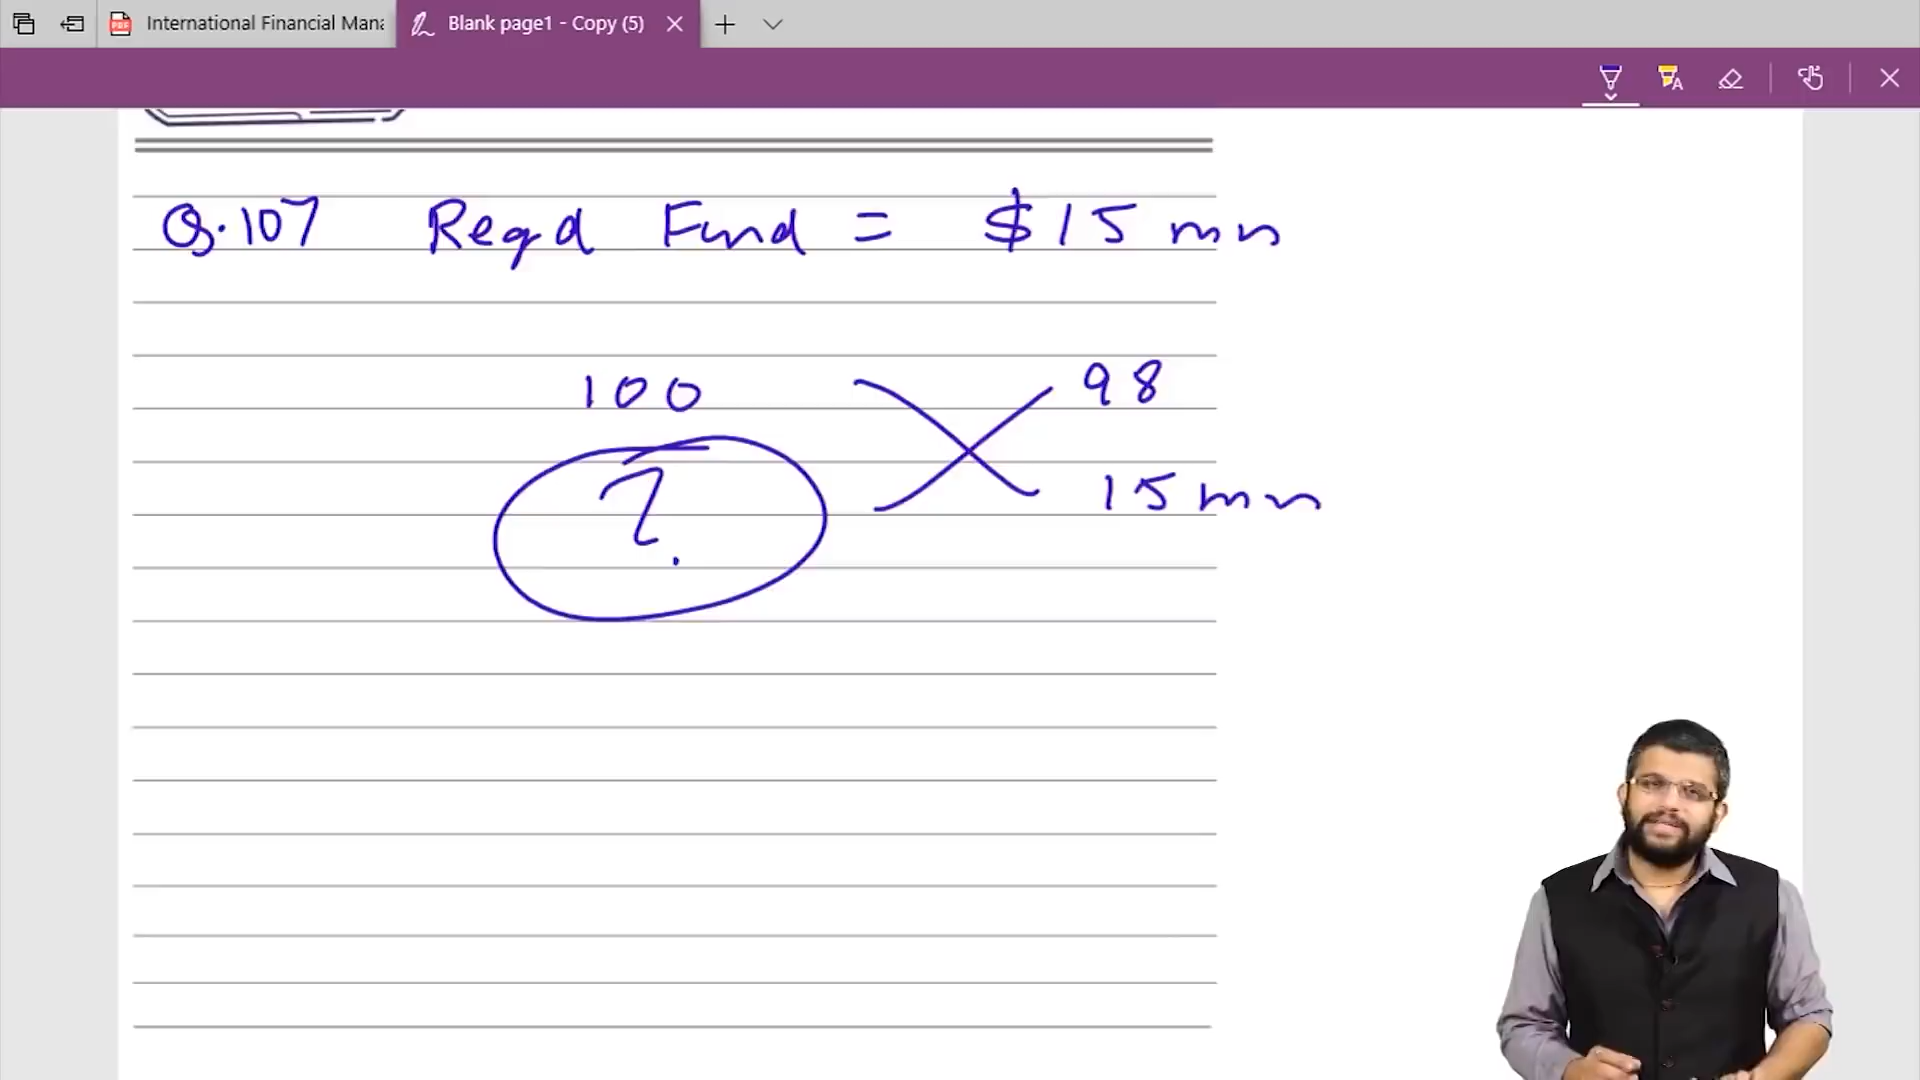 International Financial Mana
Blank page1 - Copy (5)
Q.107 Reqd Fund = $15 mn
100 98
? 15 mn